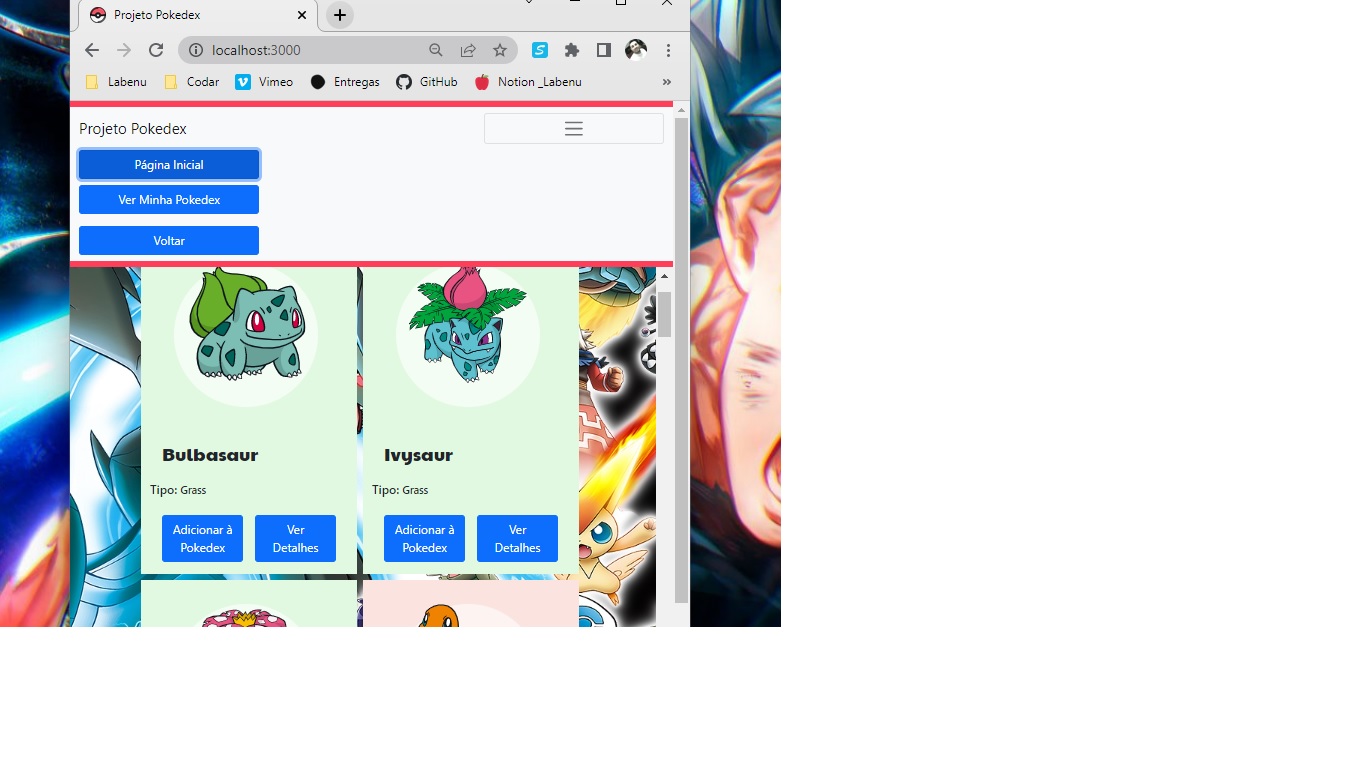 Projeto Pokedex
localhost:3000
Labenu Codar Vimeo Entregas GitHub Notion _Labenu »
Projeto Pokedex
Página Inicial
Ver Minha Pokedex
Voltar
Bulbasaur Ivysaur
Tipo: Grass Tipo: Grass
Adicionar à Ver Adicionar à Ver
Pokedex Detalhes Pokedex Detalhes